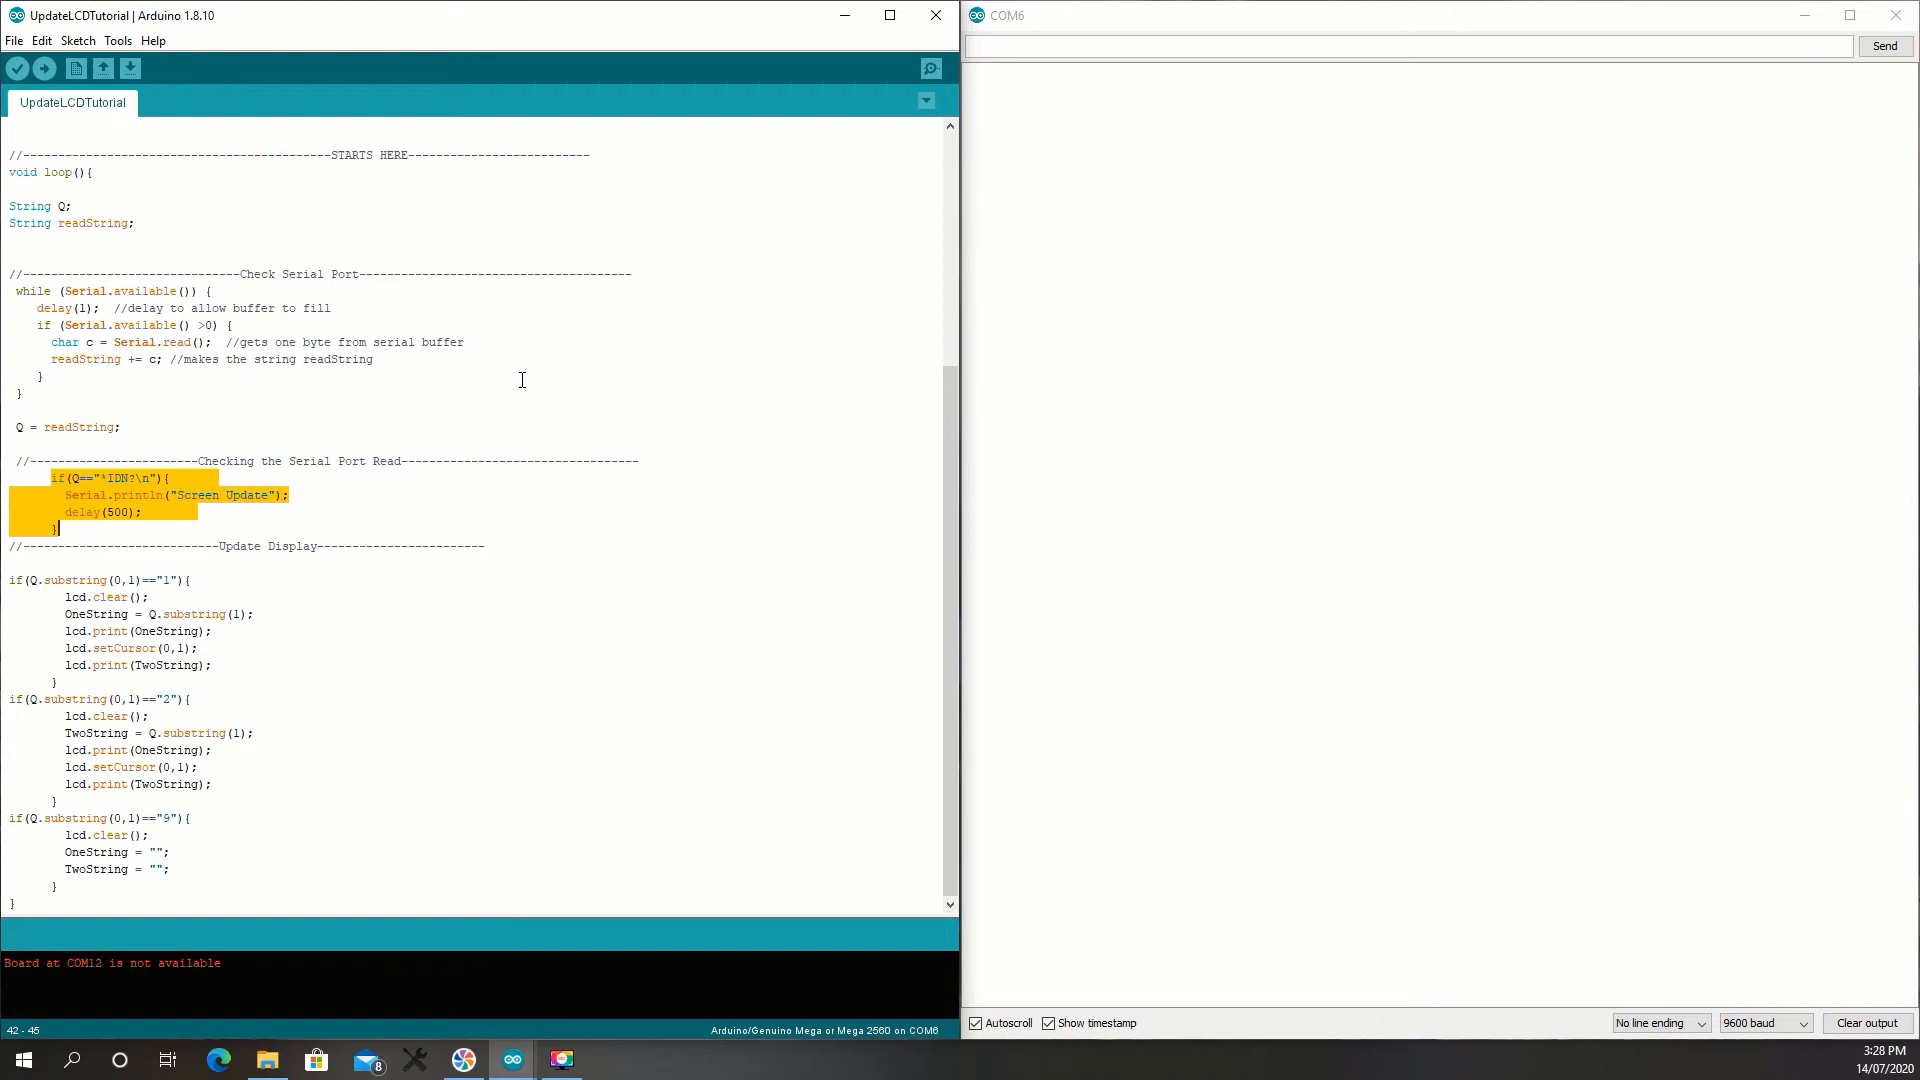 UpdateLCDTutorial | Arduino 1.8.10
File Edit Sketch Tools Help
UpdateLCDTutorial
//--------------------------------------------STARTS HERE--------------------------
void loop(){
String Q;
String readString;
//-------------------------------Check Serial Port---------------------------------------
while (Serial.available()) {
delay(1);  //delay to allow buffer to fill
if (Serial.available() >0) {
char c = Serial.read();  //gets one byte from serial buffer
readString += c; //makes the string readString
}
}
Q = readString;
//------------------------Checking the Serial Port Read----------------------------------
if(Q=="*IDN?\n"){
Serial.println("Screen Update");
delay(500);
}
//----------------------------Update Display------------------------
if(Q.substring(0,1)=="1"){
lcd.clear();
OneString = Q.substring(1);
lcd.print(OneString);
lcd.setCursor(0,1);
lcd.print(TwoString);
}
if(Q.substring(0,1)=="2"){
lcd.clear();
TwoString = Q.substring(1);
lcd.print(OneString);
lcd.setCursor(0,1);
lcd.print(TwoString);
}
if(Q.substring(0,1)=="9"){
lcd.clear();
OneString = "";
TwoString = "";
}
}
Board at COM12 is not available
42 - 45
Arduino/Genuino Mega or Mega 2560 on COM6
COM6
Send
Autoscroll Show timestamp
No line ending 9600 baud Clear output
8
3:28 PM
14/07/2020